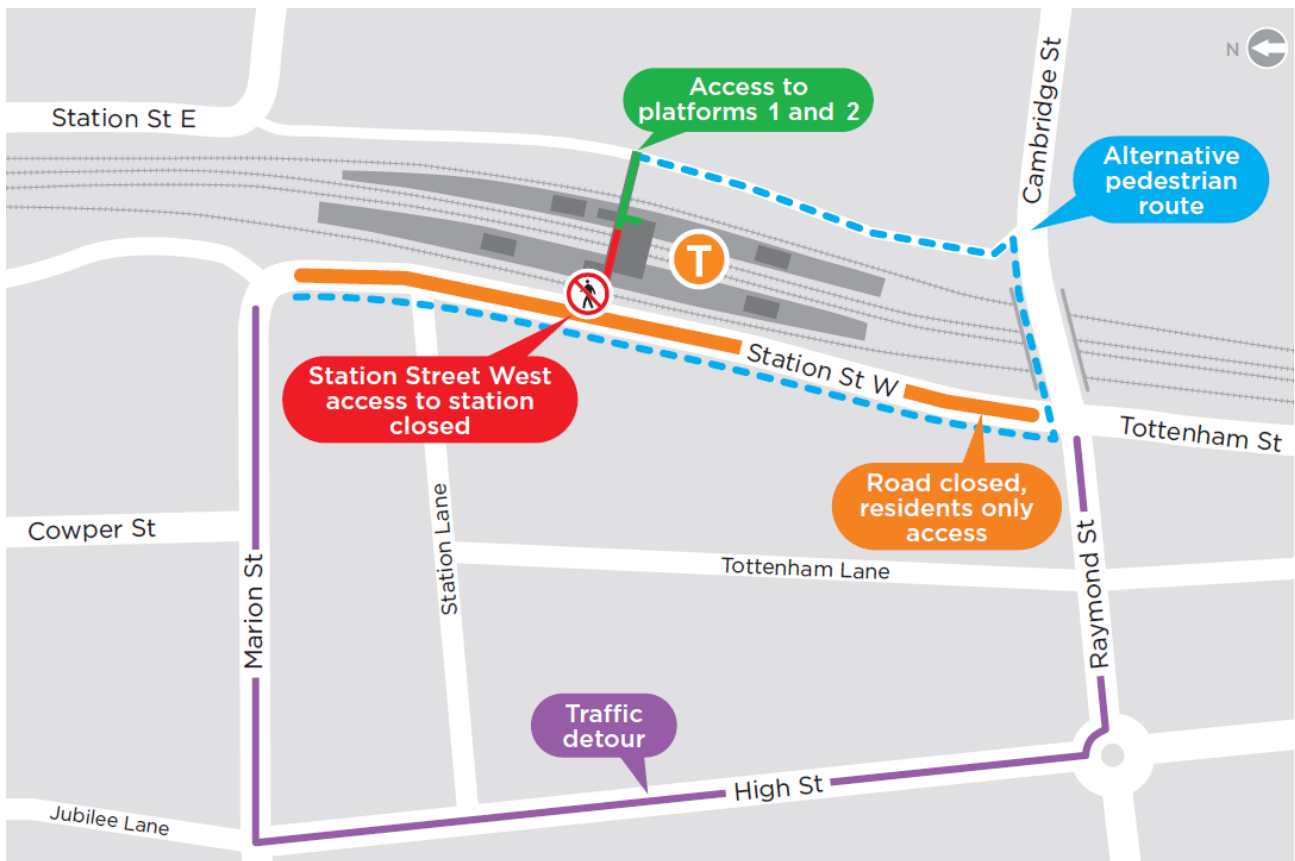 N
Cambridge St
Station St E
Access to
platforms 1 and 2
Alternative
pedestrian
route
T
Station Street West
access to station
closed
Station St W
Tottenham St
Road closed,
residents only
access
Cowper St
Marion St
Station Lane
Tottenham Lane
Raymond St
Traffic
detour
High St
Jubilee Lane